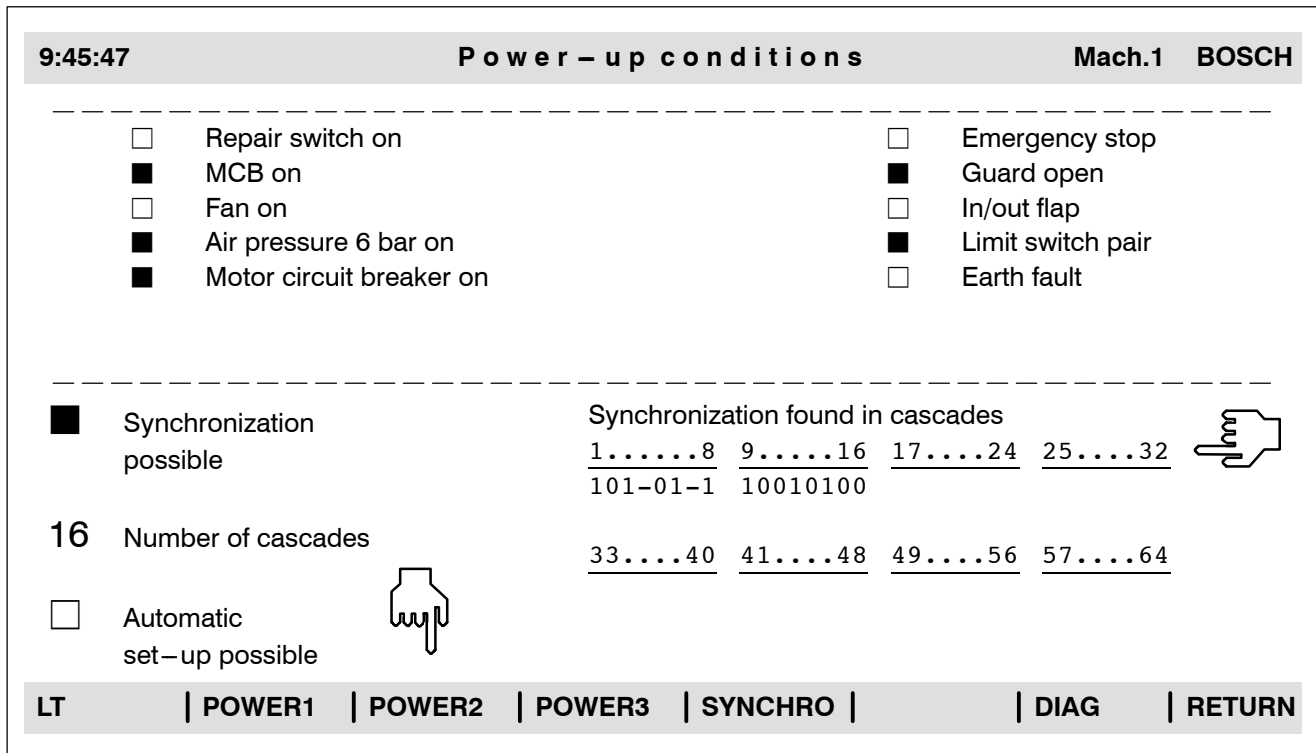 9:45:47 Power–up conditions Mach.1 BOSCH
Repair switch on
MCB on
Fan on
Air pressure 6 bar on
Motor circuit breaker on
Emergency stop
Guard open
In/out flap
Limit switch pair
Earth fault
Synchronization
possible
16 Number of cascades
Automatic
set–up possible
Synchronization found in cascades
1......8 9.....16 17....24 25....32
101–01–1 10010100
33....40 41....48 49....56 57....64
LT | POWER1 | POWER2 | POWER3 | SYNCHRO | | DIAG | RETURN